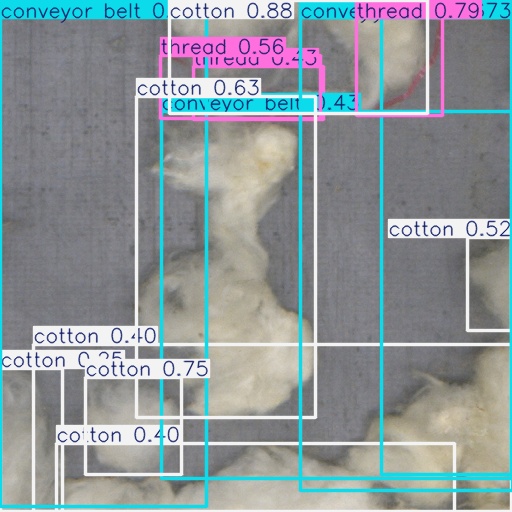 conveyor belt 0.
cotton 0.88
conve
thread 0.79
73
thread 0.56
thread 0.43
cotton 0.63
conveyor belt 0.43
cotton 0.52
cotton 0.40
cotton 0.25
cotton 0.75
cotton 0.40